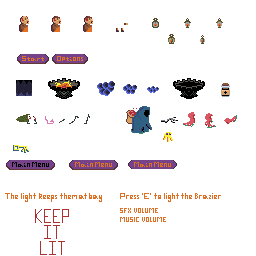 Start Options
Main Menu Main Menu Main Menu
The light keeps them at bay Press "E" to light the Brazier
SFX VOLUME
MUSIC VOLUME
KEEP
IT
LIT